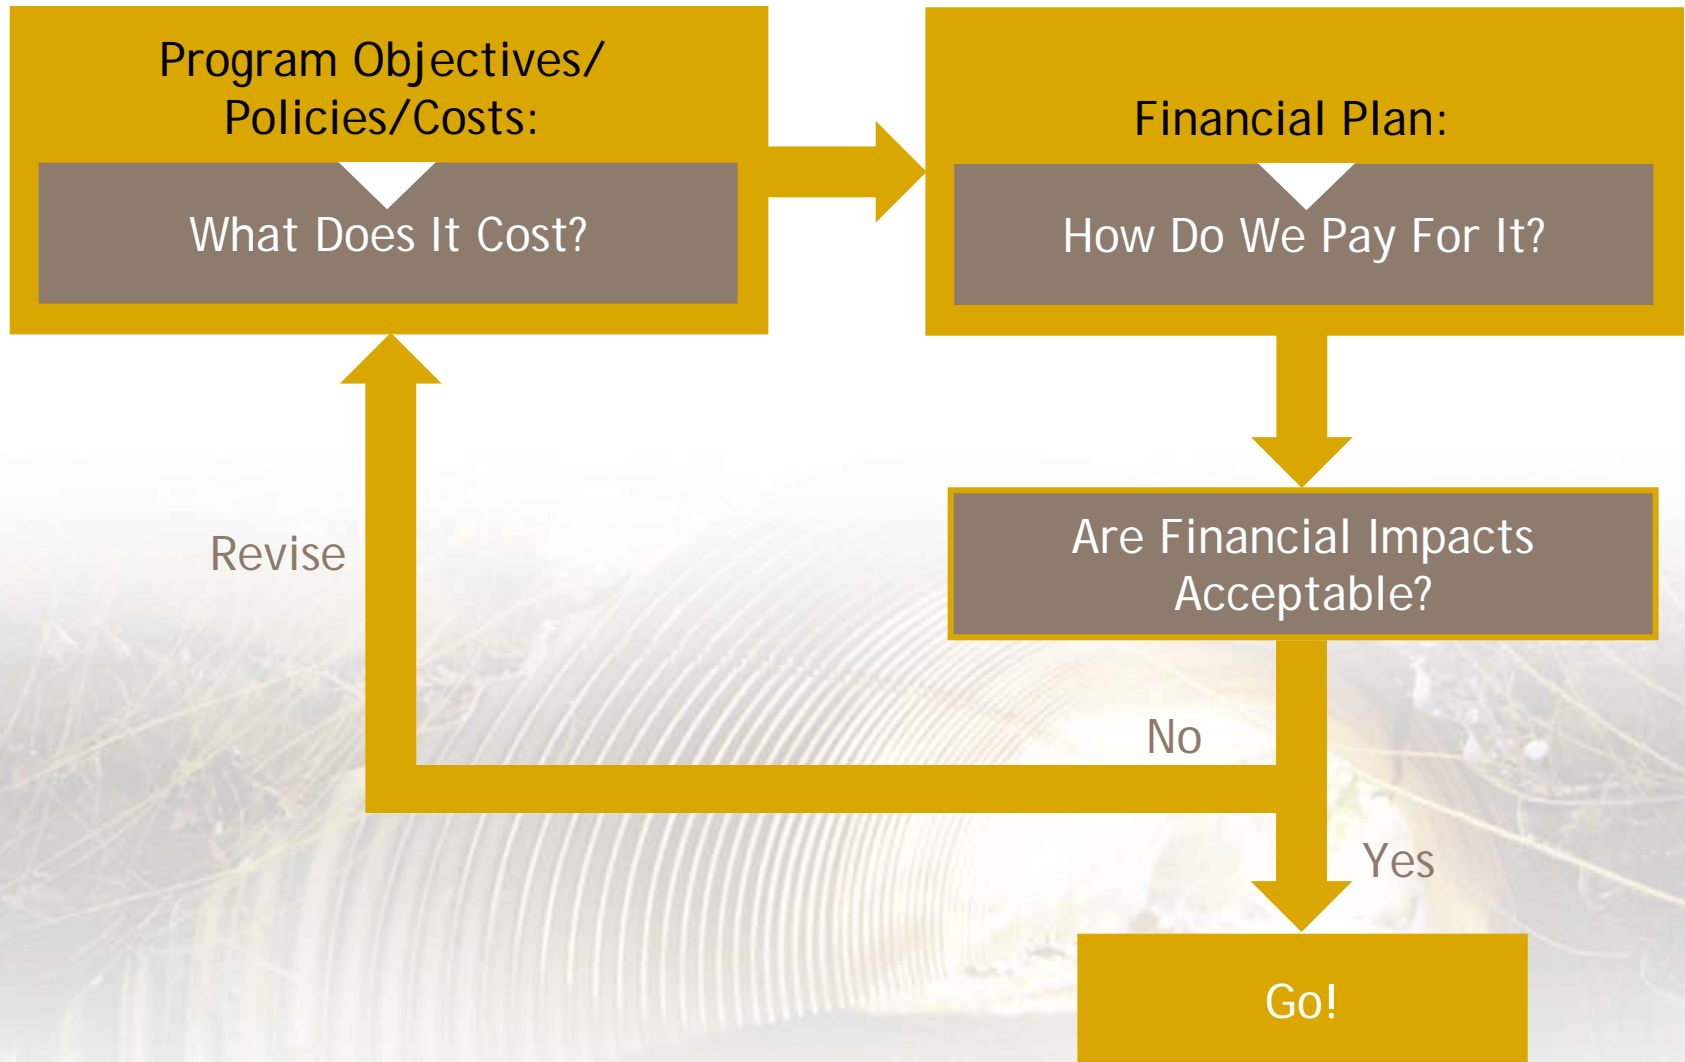 Program Objectives/
Policies/Costs:
What Does It Cost?
Financial Plan:
How Do We Pay For It?
Are Financial Impacts
Acceptable?
Revise
No
Yes
Go!